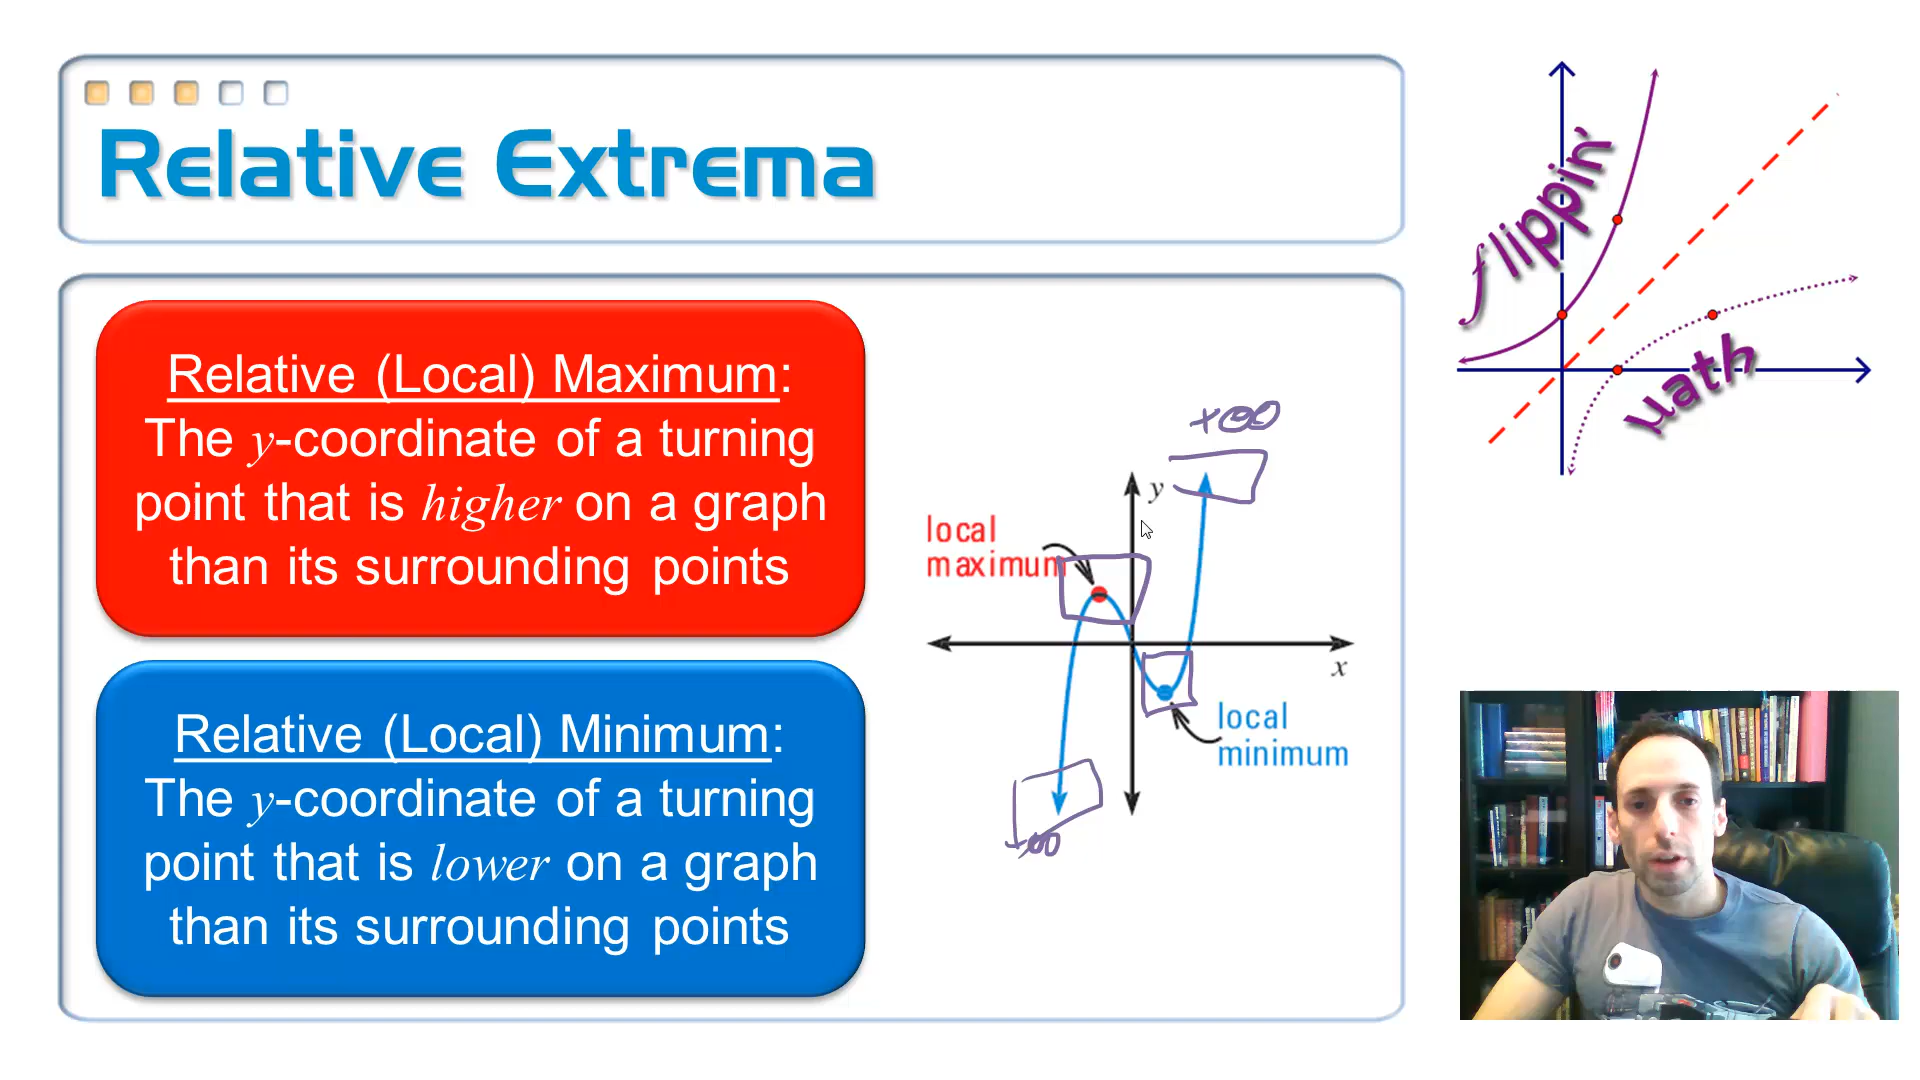 Relative Extrema
Relative (Local) Maximum:
The y-coordinate of a turning
point that is higher on a graph
than its surrounding points
Relative (Local) Minimum:
The y-coordinate of a turning
point that is lower on a graph
than its surrounding points
+∞
y
local
maximum
x
local
minimum
-∞
flippin'
math